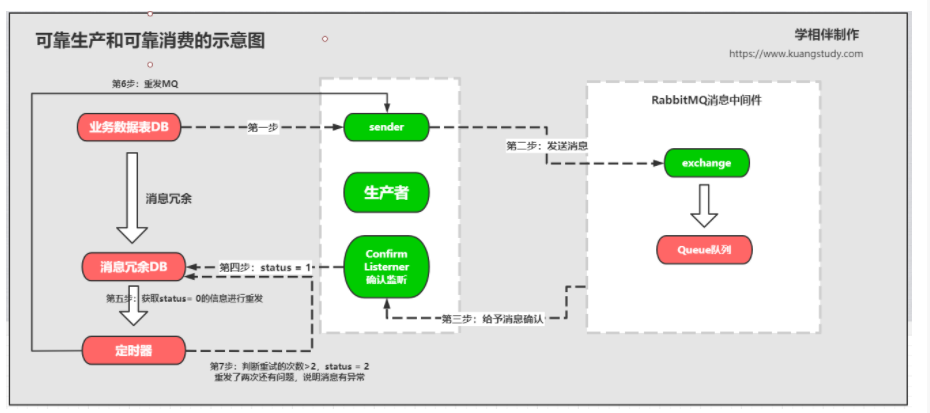 可靠生产和可靠消费的示意图
学相伴制作
https://www.kuangstudy.com
第6步：重发MQ
RabbitMQ消息中间件
业务数据表DB
第一步
sender
第二步：发送消息
exchange
生产者
消息冗余
Queue队列
Confirm
Listerner
确认监听
消息冗余DB
第四步：status = 1
第五步：获取status= 0的信息进行重发
第三步：给予消息确认
定时器
第7步：判断重试的次数>2，status = 2
重发了两次还有问题，说明消息有异常